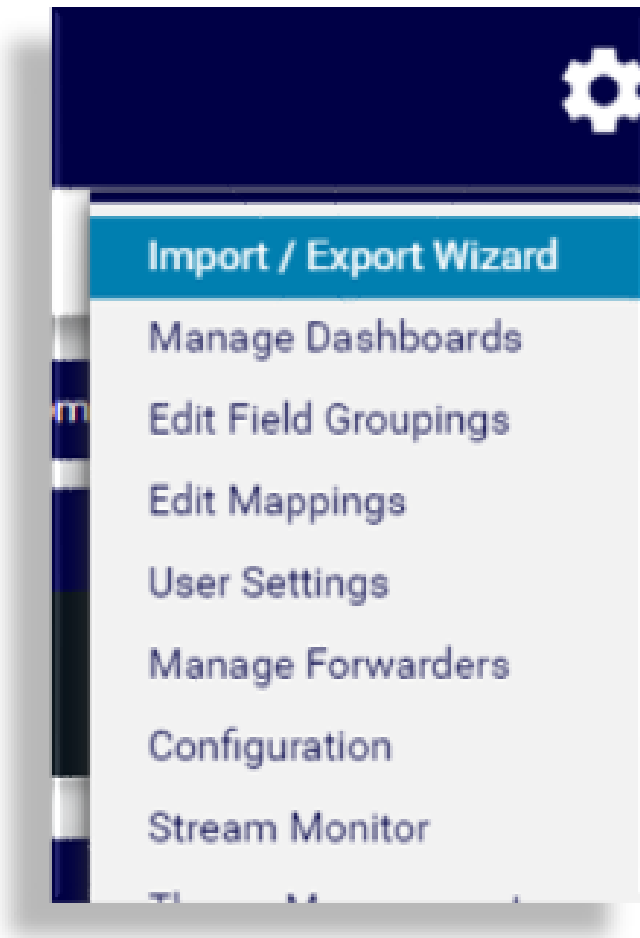 Import / Export Wizard
Manage Dashboards
Edit Field Groupings
Edit Mappings
User Settings
Manage Forwarders
Configuration
Stream Monitor